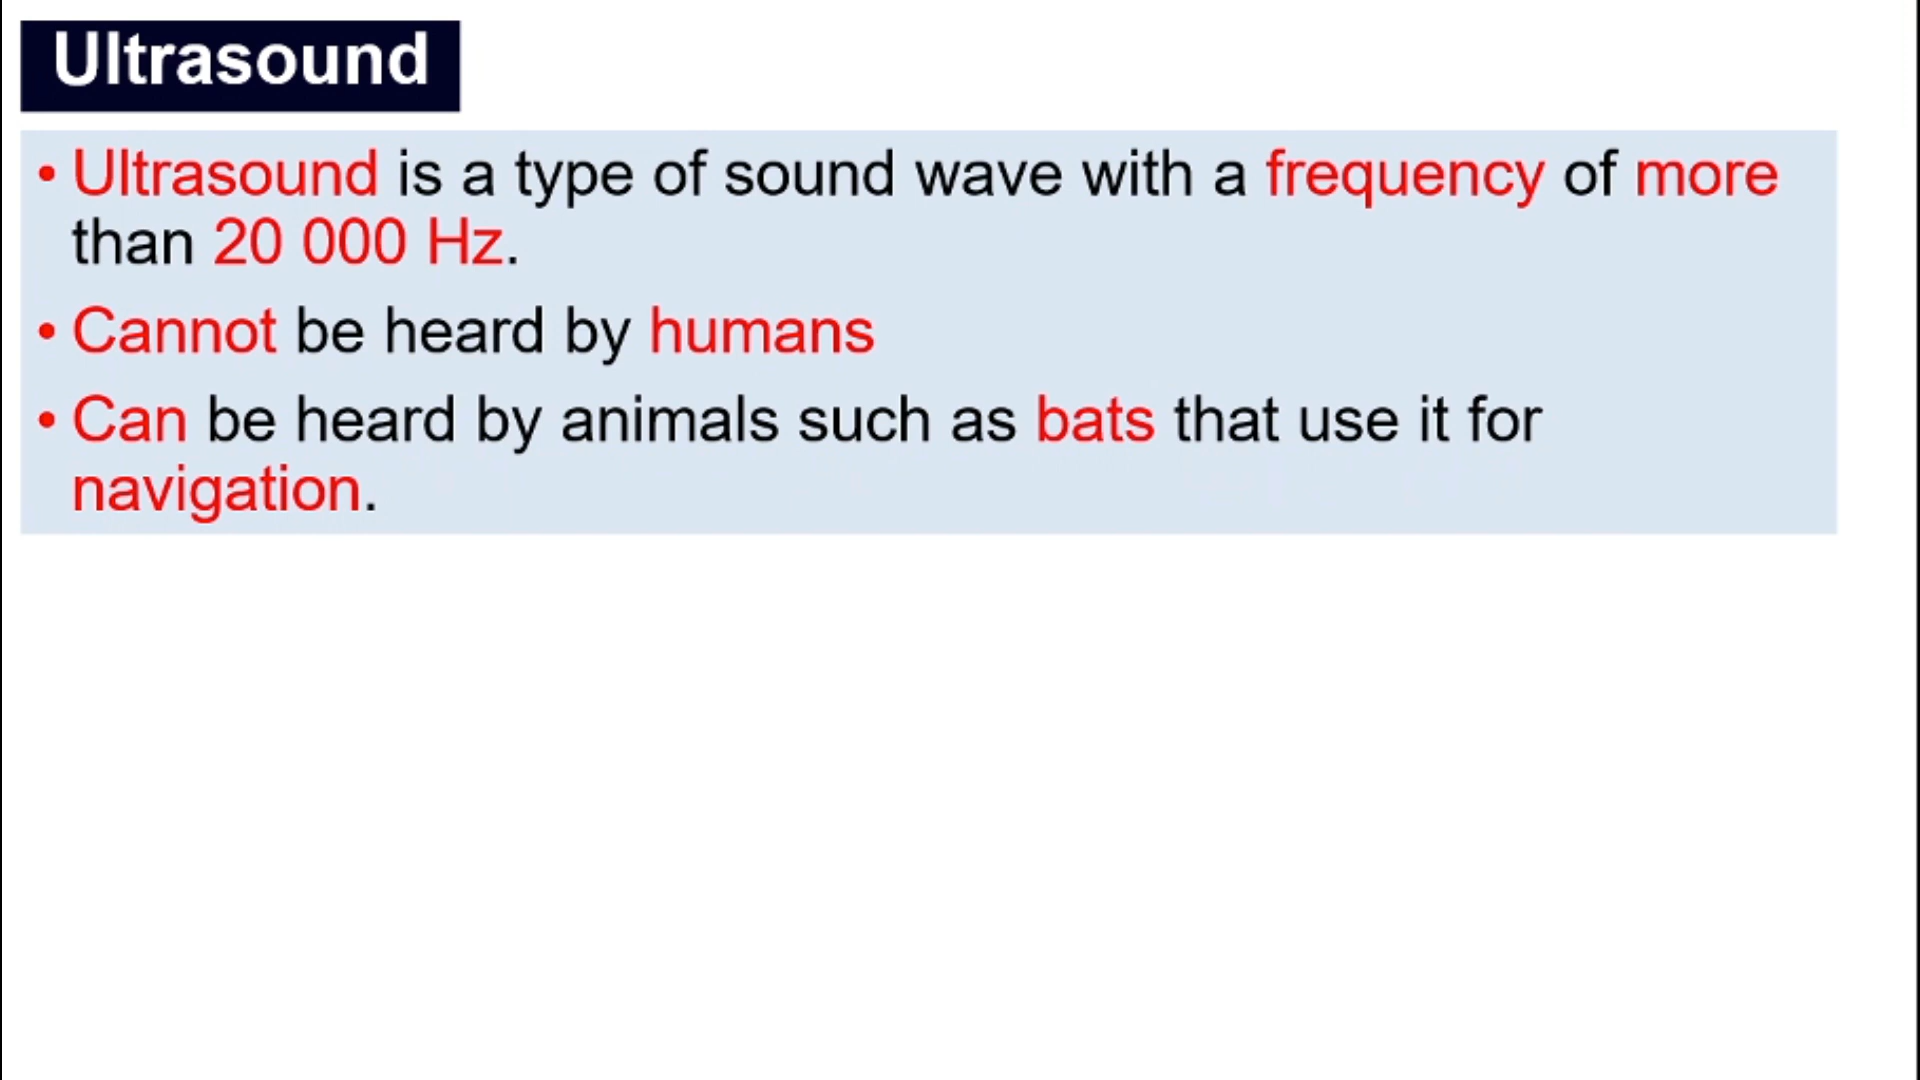 Ultrasound
• Ultrasound is a type of sound wave with a frequency of more
than 20 000 Hz.
• Cannot be heard by humans
• Can be heard by animals such as bats that use it for
navigation.